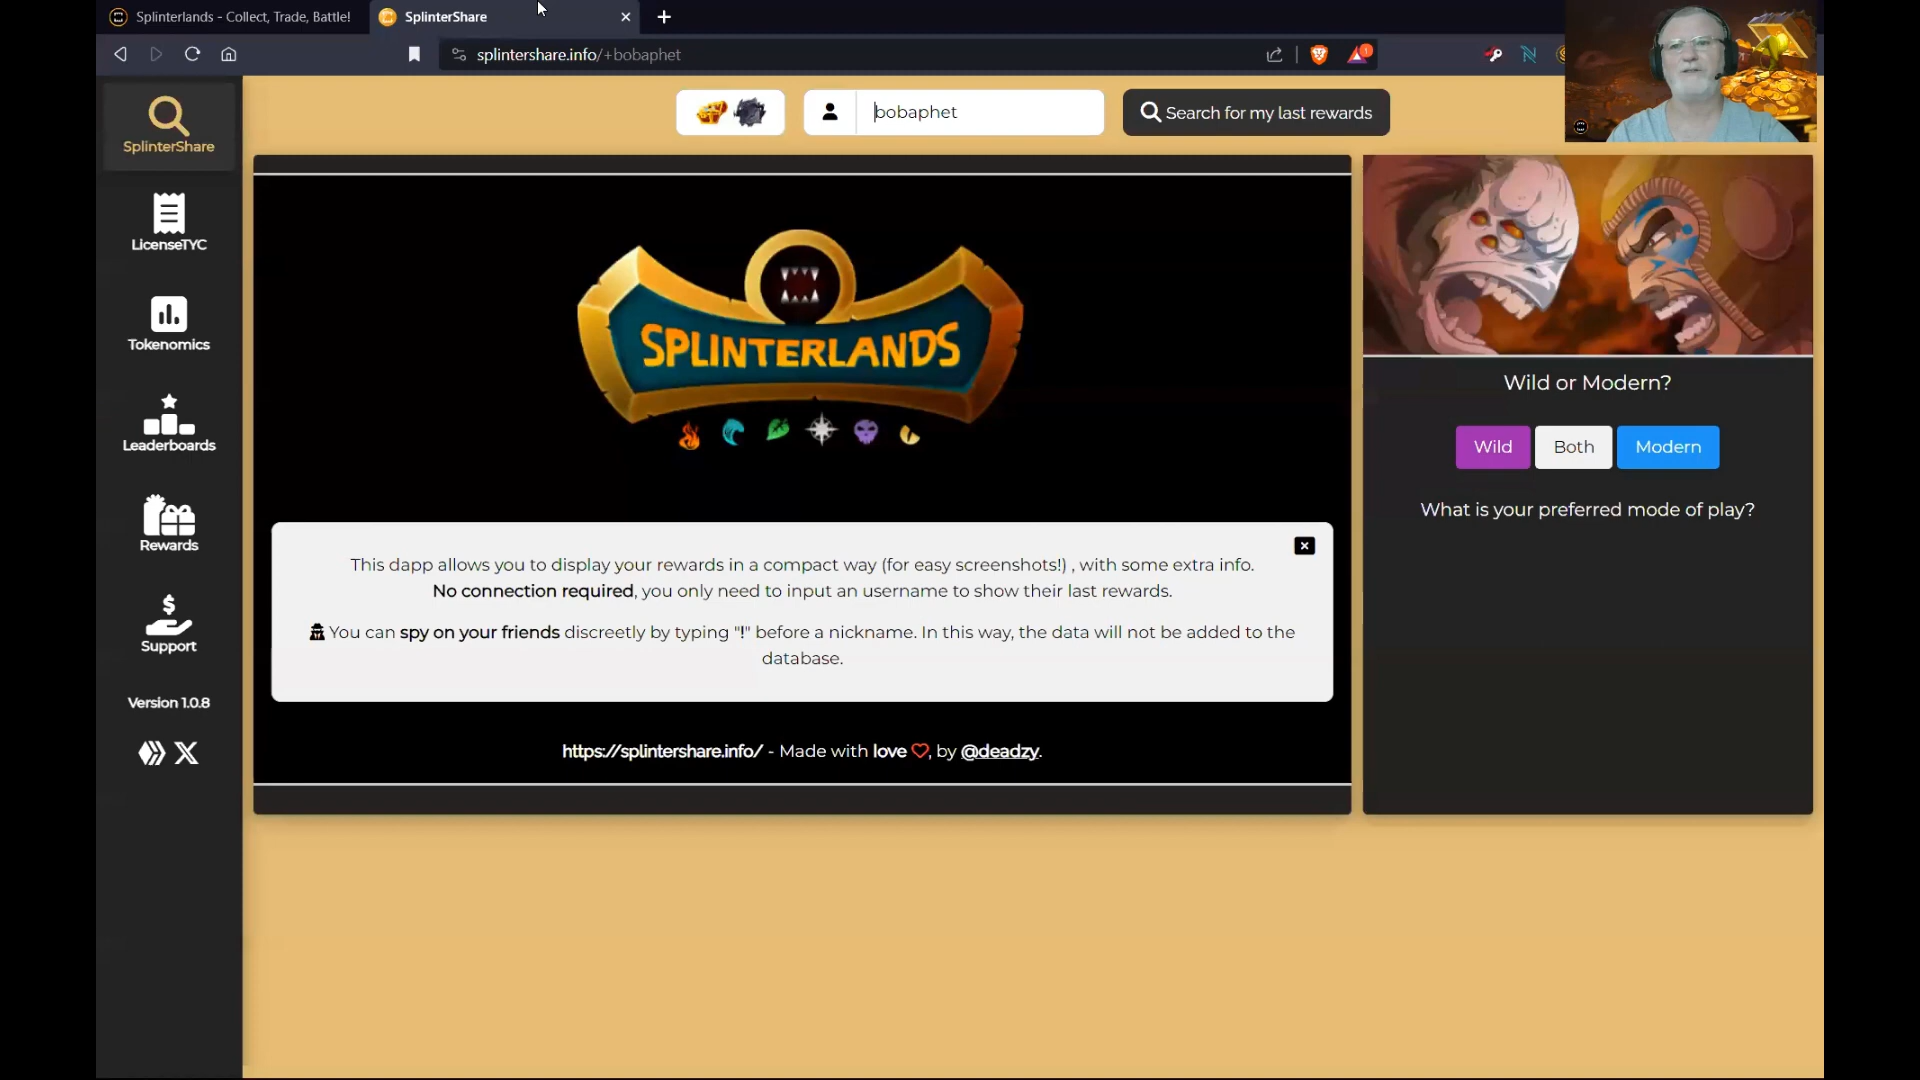 Splinterlands - Collect, Trade, Battle!
SplinterShare
splintershare.info/+bobaphet
1
bobaphet
Search for my last rewards
SplinterShare
LicenseTYC
Tokenomics
Leaderboards
Rewards
Support
Version 1.0.8
SPLINTERLANDS
This dapp allows you to display your rewards in a compact way (for easy screenshots!) , with some extra info.
No connection required, you only need to input an username to show their last rewards.
You can spy on your friends discreetly by typing "!" before a nickname. In this way, the data will not be added to the
database.
https://splintershare.info/ - Made with love ♡, by @deadzy.
Wild or Modern?
Wild
Both
Modern
What is your preferred mode of play?